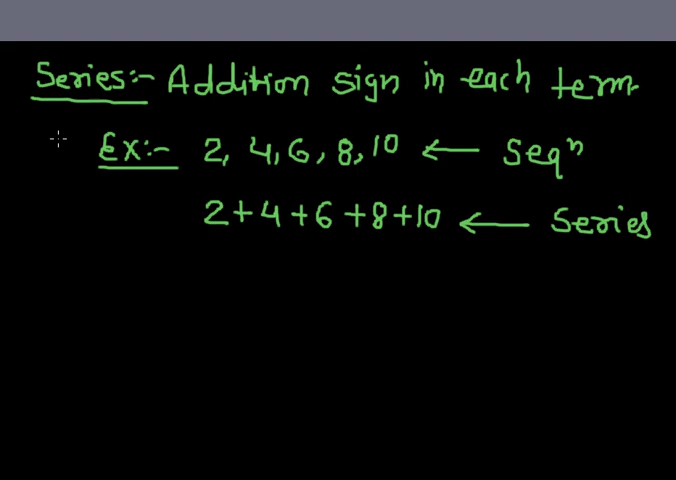 Series:- Addition sign in each term
Ex:- 2, 4, 6, 8, 10 ← Seqⁿ
2+4+6+8+10 ← Series